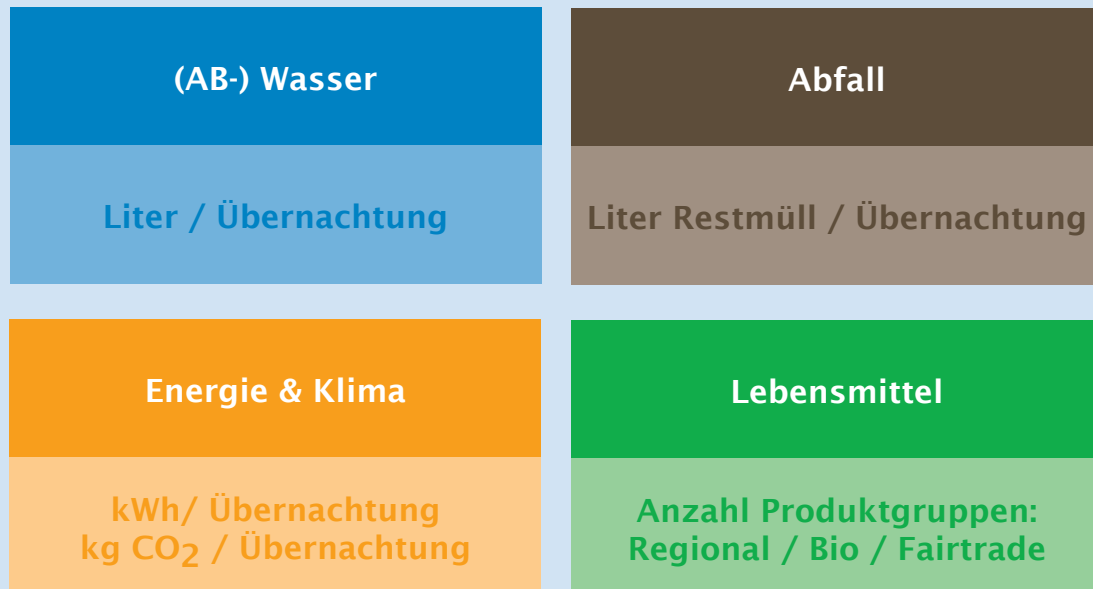 (AB-) Wasser
Liter / Übernachtung
Abfall
Liter Restmüll / Übernachtung
Energie & Klima
kWh/ Übernachtung
kg CO₂ / Übernachtung
Lebensmittel
Anzahl Produktgruppen:
Regional / Bio / Fairtrade